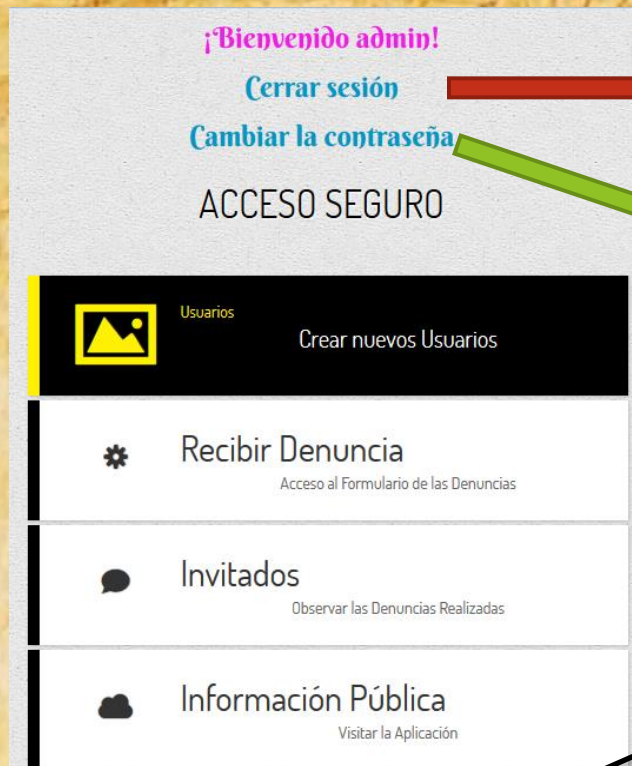 ¡Bienvenido admin!
Cerrar sesión
Cambiar la contraseña
ACCESO SEGURO
Usuarios
Crear nuevos Usuarios
Recibir Denuncia
Acceso al Formulario de las Denuncias
Invitados
Observar las Denuncias Realizadas
Información Pública
Visitar la Aplicación